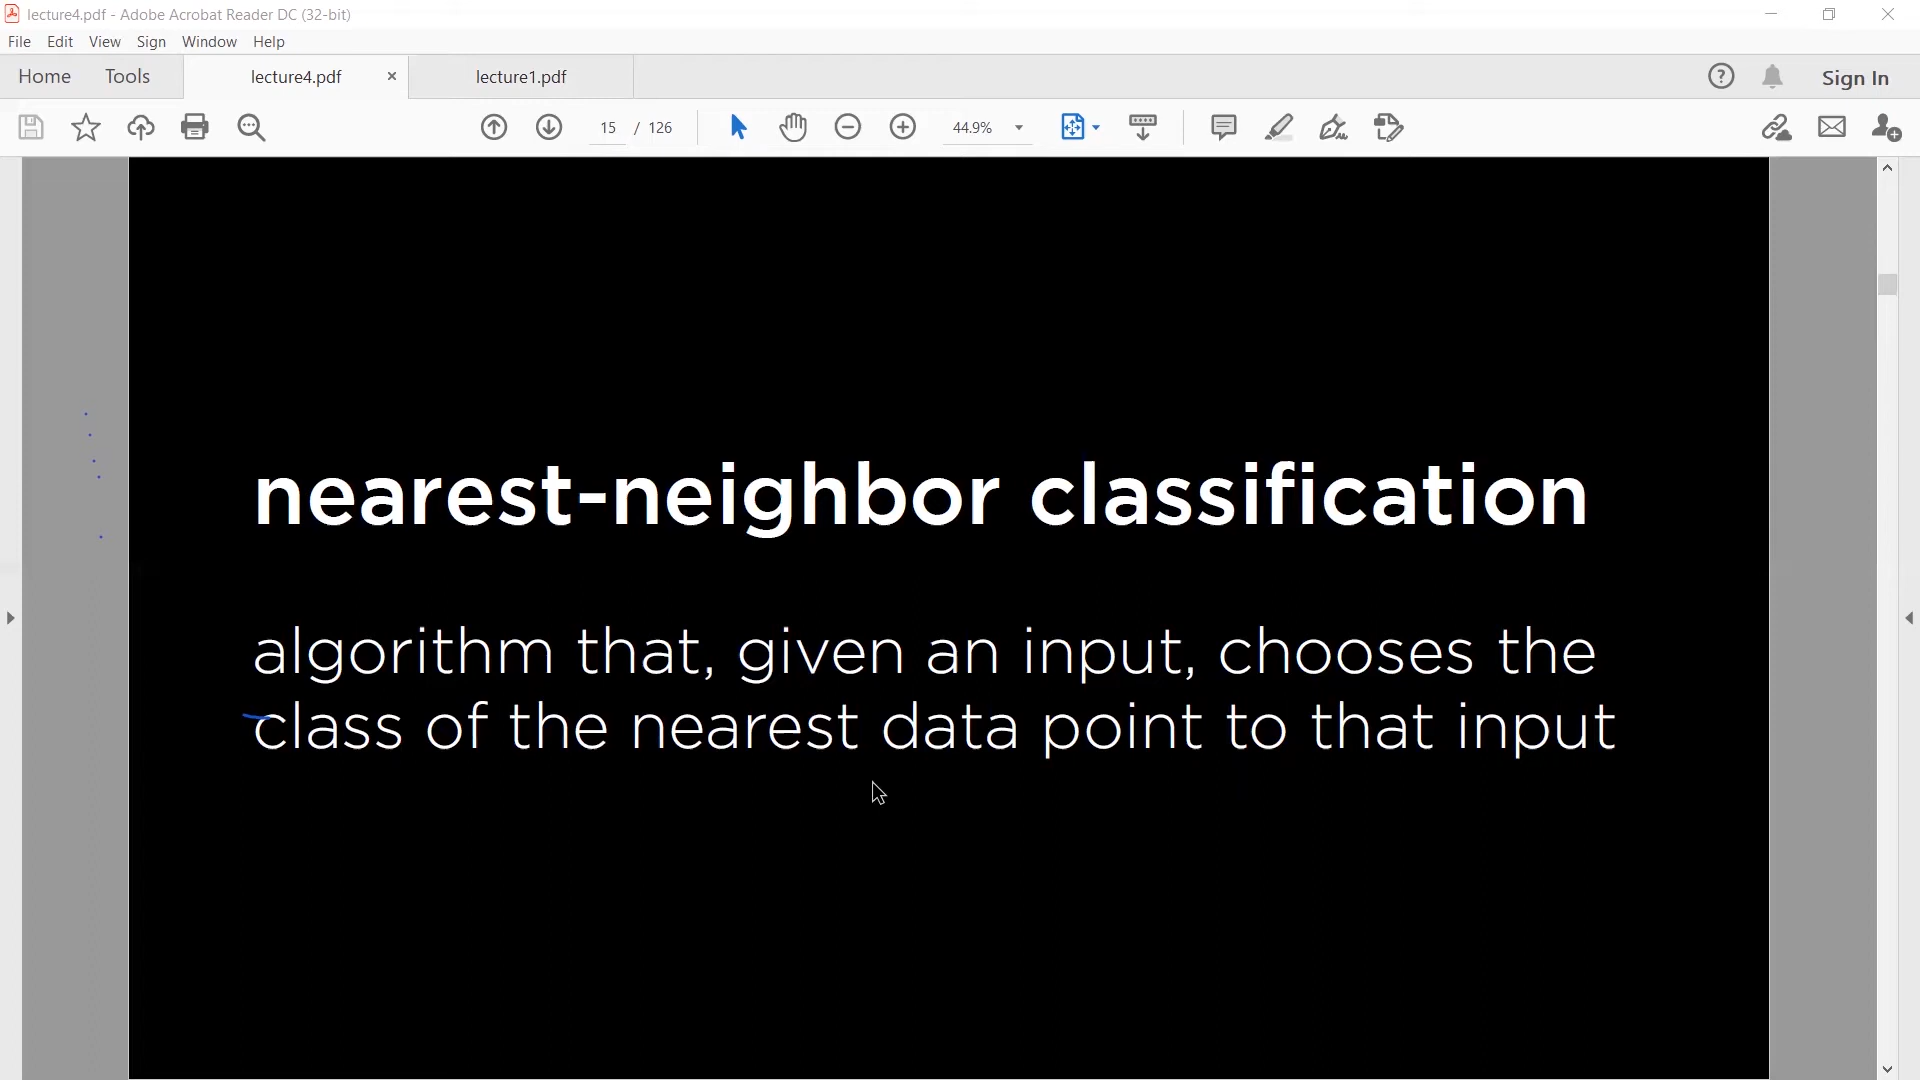 lecture4.pdf - Adobe Acrobat Reader DC (32-bit)
File Edit View Sign Window Help
Home Tools lecture4.pdf × lecture1.pdf Sign In
15 / 126 44.9%
nearest-neighbor classification
algorithm that, given an input, chooses the
class of the nearest data point to that input